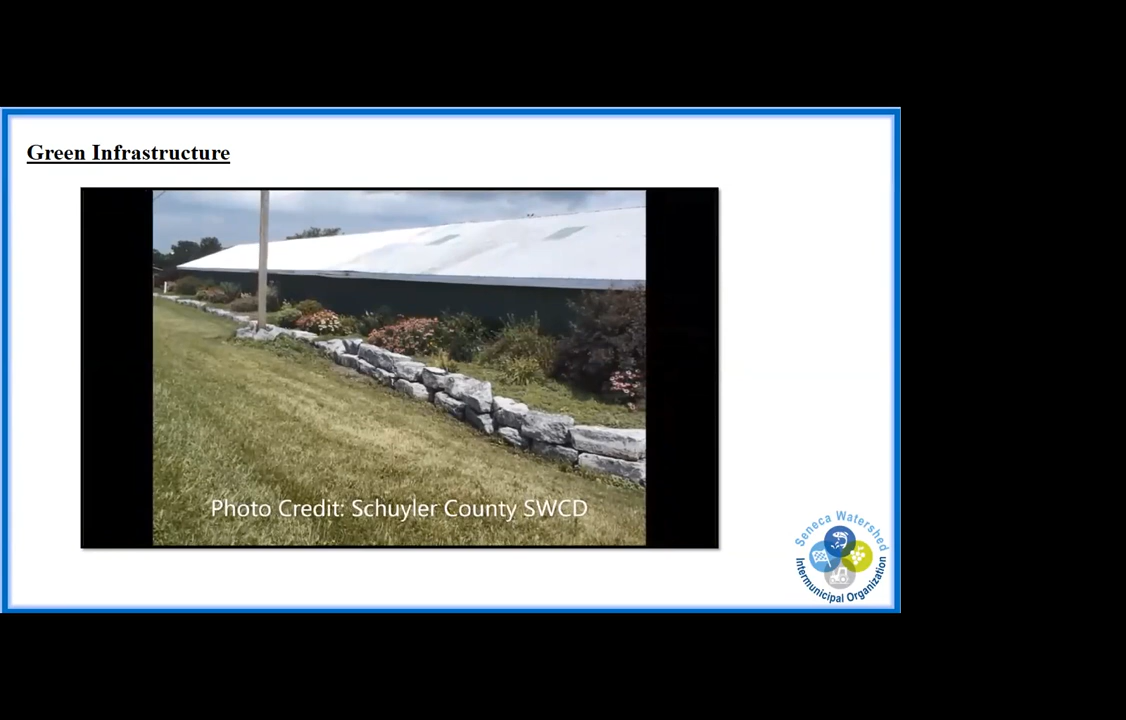 Green Infrastructure
Photo Credit: Schuyler County SWCD
Seneca Watershed
Intermunicipal Organization